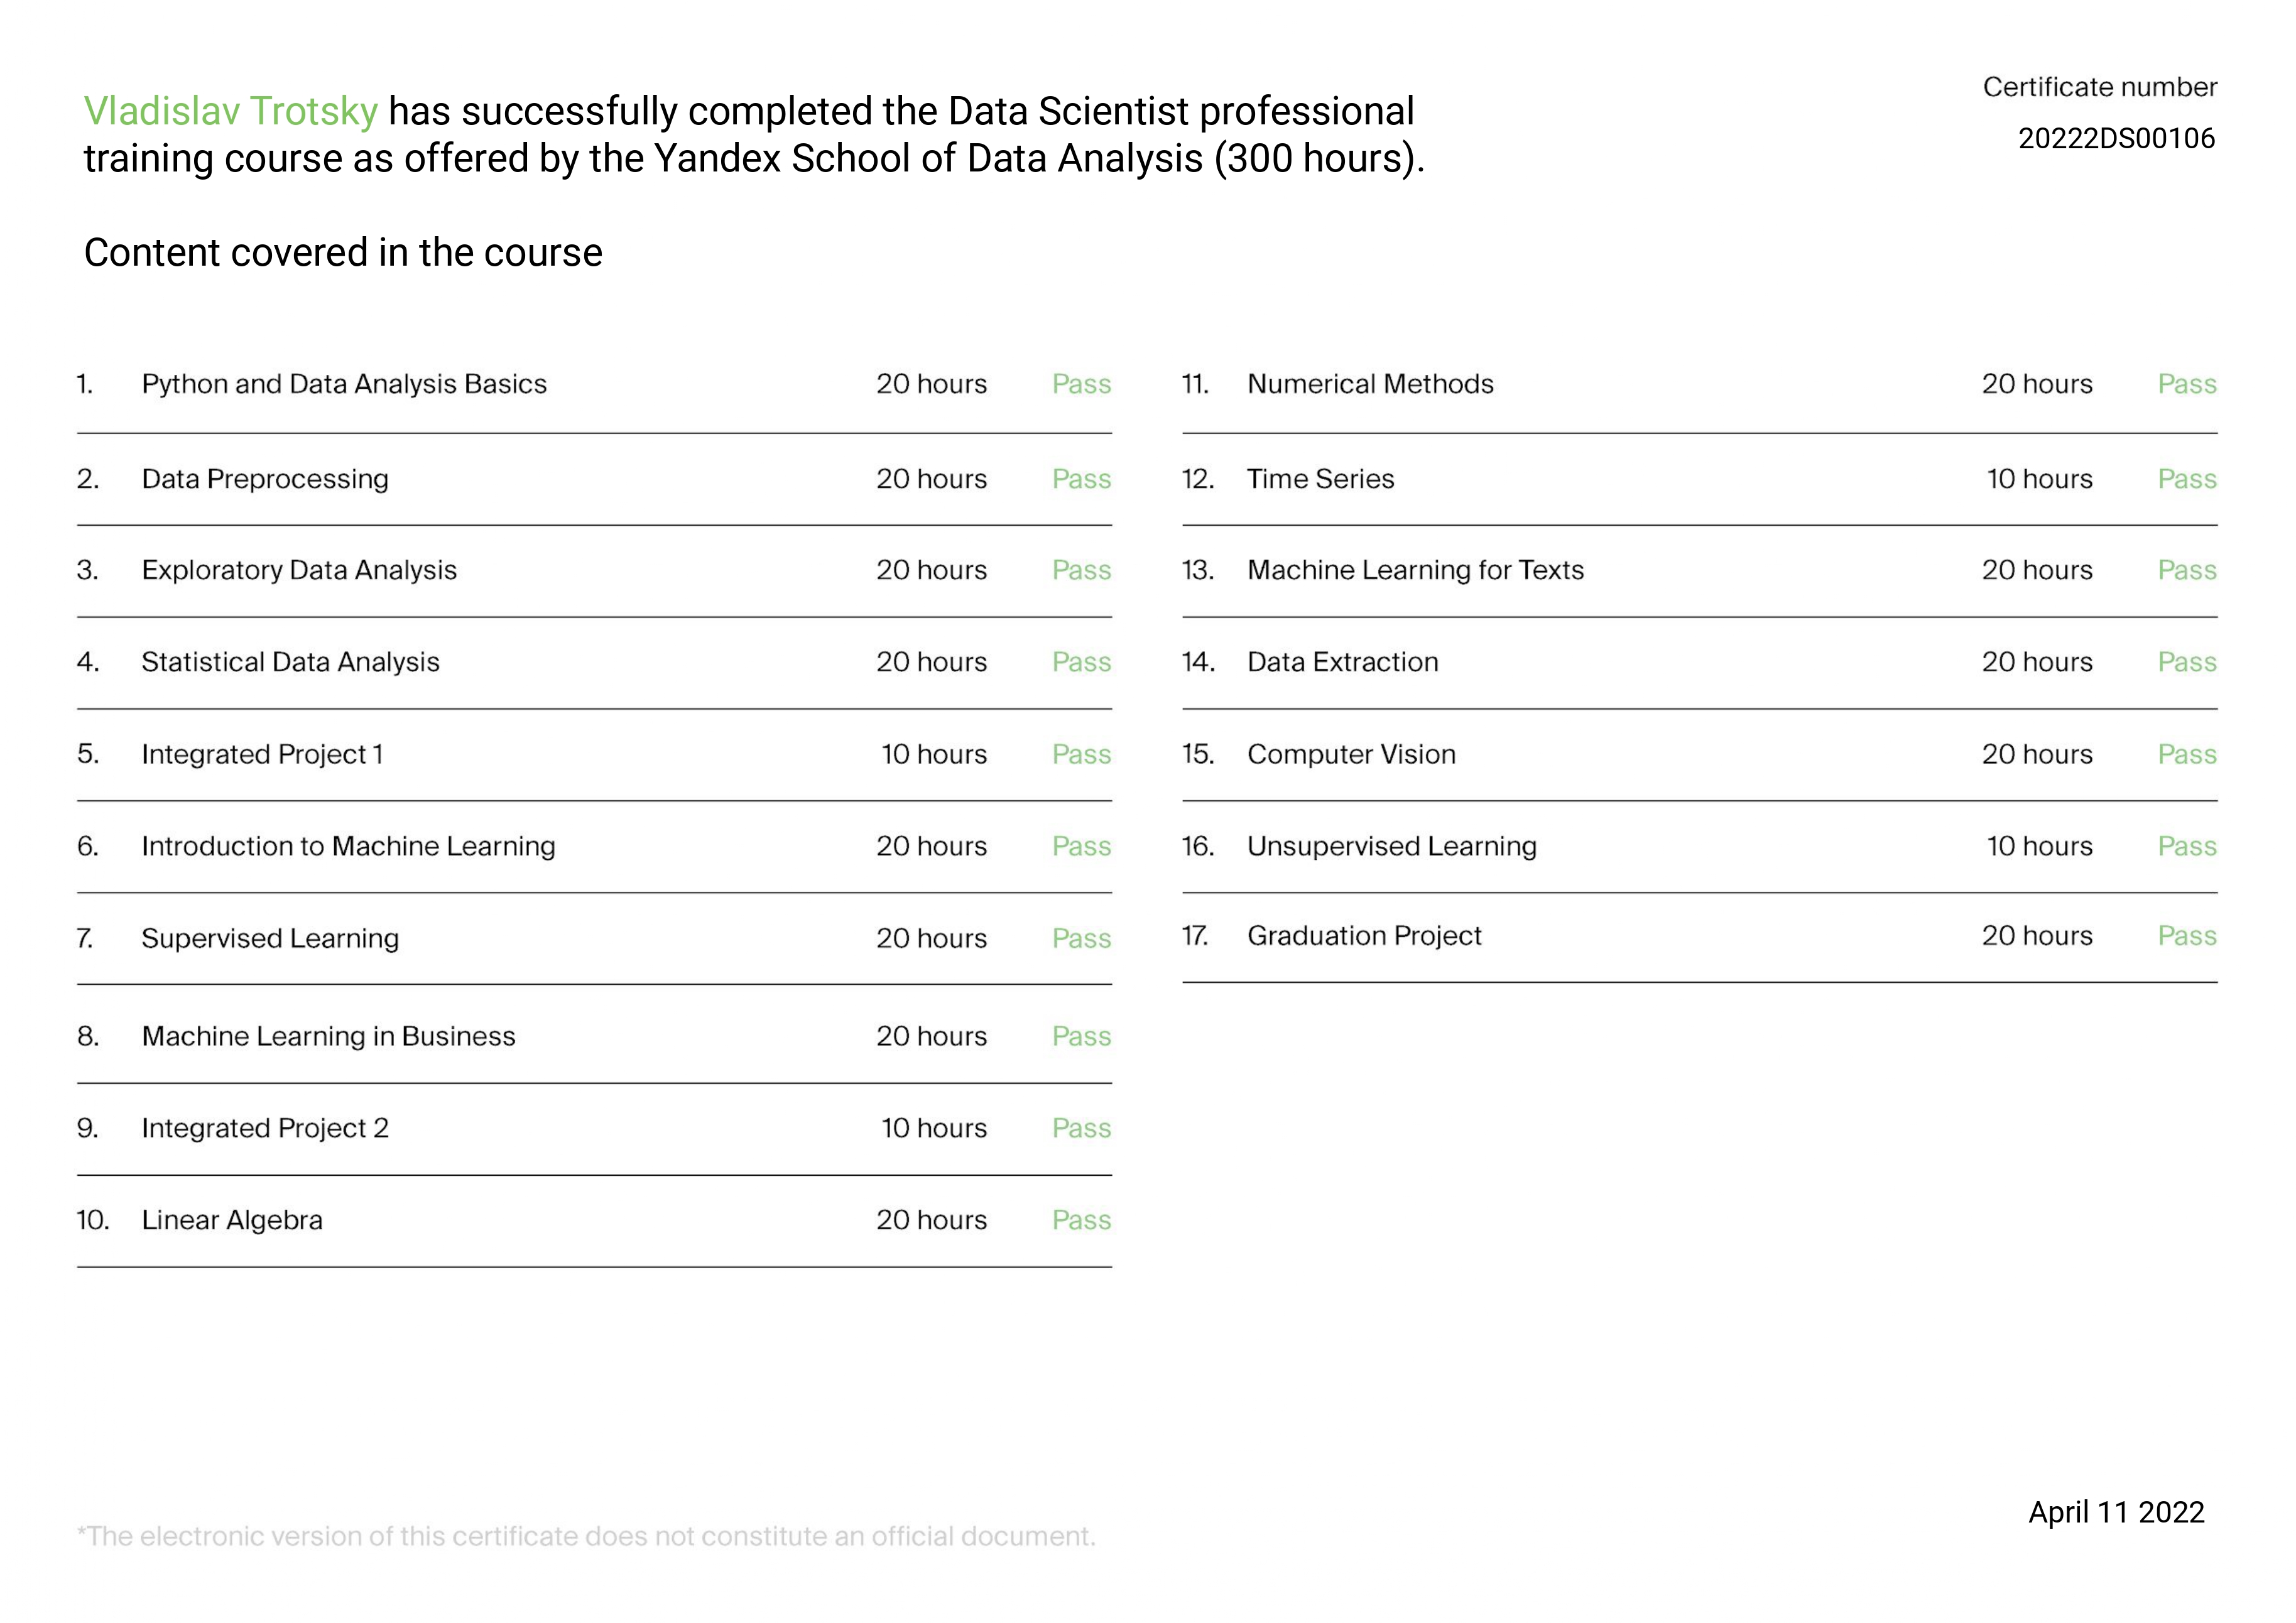 Vladislav Trotsky has successfully completed the Data Scientist professional
training course as offered by the Yandex School of Data Analysis (300 hours).
Certificate number
20222DS00106
Content covered in the course
1. Python and Data Analysis Basics 20 hours Pass
2. Data Preprocessing 20 hours Pass
3. Exploratory Data Analysis 20 hours Pass
4. Statistical Data Analysis 20 hours Pass
5. Integrated Project 1 10 hours Pass
6. Introduction to Machine Learning 20 hours Pass
7. Supervised Learning 20 hours Pass
8. Machine Learning in Business 20 hours Pass
9. Integrated Project 2 10 hours Pass
10. Linear Algebra 20 hours Pass
11. Numerical Methods 20 hours Pass
12. Time Series 10 hours Pass
13. Machine Learning for Texts 20 hours Pass
14. Data Extraction 20 hours Pass
15. Computer Vision 20 hours Pass
16. Unsupervised Learning 10 hours Pass
17. Graduation Project 20 hours Pass
*The electronic version of this certificate does not constitute an official document.
April 11 2022